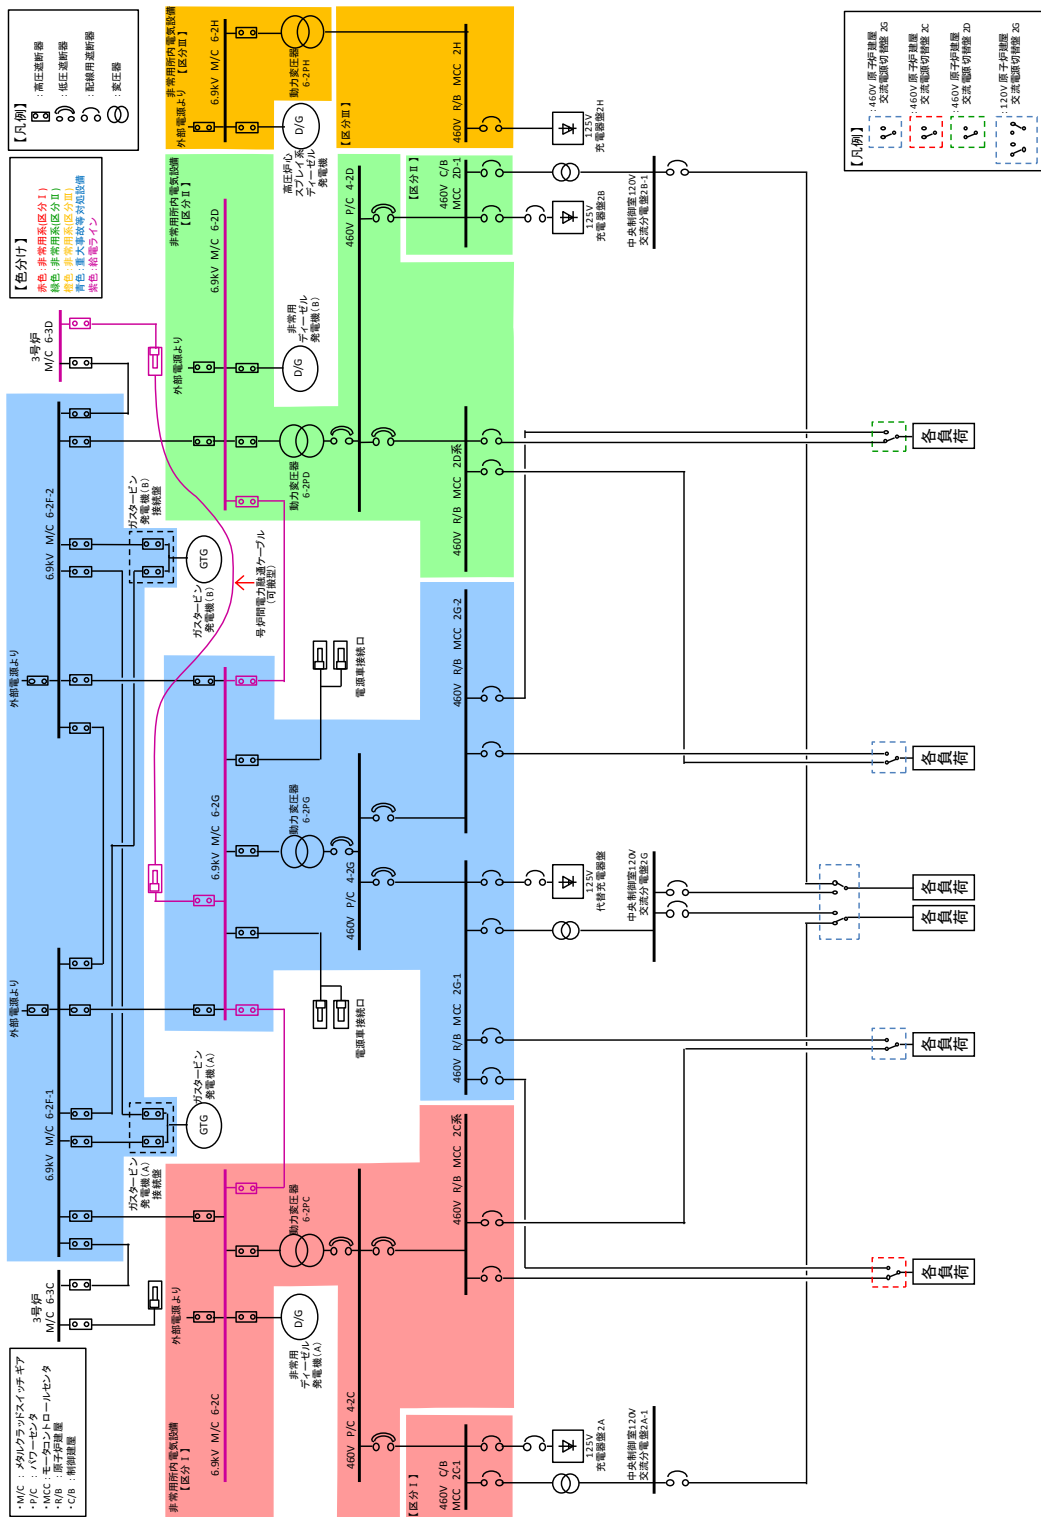 ・M/C ：メタルクラッドスイッチギア
・P/C ：パワーセンタ
・MCC：モータコントロールセンタ
・R/B ：原子炉建屋
・C/B ：制御建屋
3号炉
M/C 6-3C
外部電源より
6.9kV M/C 6-2F-1
外部電源より
6.9kV M/C 6-2F-2
3号炉
M/C 6-3D
【色分け】
赤色：非常用系(区分Ⅰ)
緑色：非常用系(区分Ⅱ)
橙色：非常用系(区分Ⅲ)
青色：重大事故等対処設備
紫色：給電ライン
【凡例】
：高圧遮断器
：低圧遮断器
：配線用遮断器
：変圧器
ガスタービン
発電機(A)
接続盤
GTG
ガスタービン
発電機(A)
ガスタービン
発電機(B)
接続盤
GTG
ガスタービン
発電機(B)
号炉間電力融通ケーブル
(可搬型)
非常用所内電気設備
【区分Ⅰ】
外部電源より
6.9kV M/C 6-2C
D/G
非常用
ディーゼル
発電機(A)
動力変圧器
6-2PC
460V P/C 4-2C
【区分Ⅰ】
460V C/B
MCC 2C-1
460V R/B MCC 2C系
6.9kV M/C 6-2G
電源車接続口
動力変圧器
6-2PG
電源車接続口
460V P/C 4-2G
460V R/B MCC 2G-1
460V R/B MCC 2G-2
非常用所内電気設備
【区分Ⅱ】
外部電源より
6.9kV M/C 6-2D
動力変圧器
6-2PD
D/G
非常用
ディーゼル
発電機(B)
460V P/C 4-2D
460V R/B MCC 2D系
【区分Ⅱ】
460V C/B
MCC 2D-1
非常用所内電気設備
【区分Ⅲ】
外部電源より
6.9kV M/C 6-2H
D/G
高圧炉心
スプレイ系
ディーゼル
発電機
動力変圧器
6-2PH
【区分Ⅲ】
460V R/B MCC 2H
125V
充電器盤2A
中央制御室120V
交流分電盤2A-1
125V
代替充電器盤
中央制御室120V
交流分電盤2G
125V
充電器盤2B
中央制御室120V
交流分電盤2B-1
125V
充電器盤2H
各負荷
各負荷
各負荷
各負荷
各負荷
各負荷
【凡例】
：460V 原子炉建屋
交流電源切替盤 2G
：460V 原子炉建屋
交流電源切替盤 2C
：460V 原子炉建屋
交流電源切替盤 2D
：120V 原子炉建屋
交流電源切替盤 2G